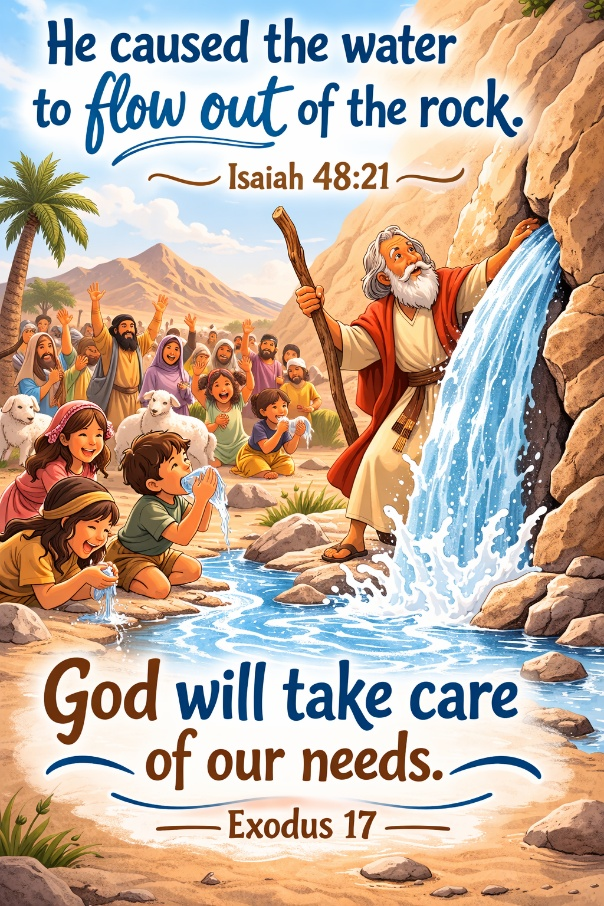 He caused the water
to flow out of the rock.
Isaiah 48:21
God will take care
of our needs.
Exodus 17